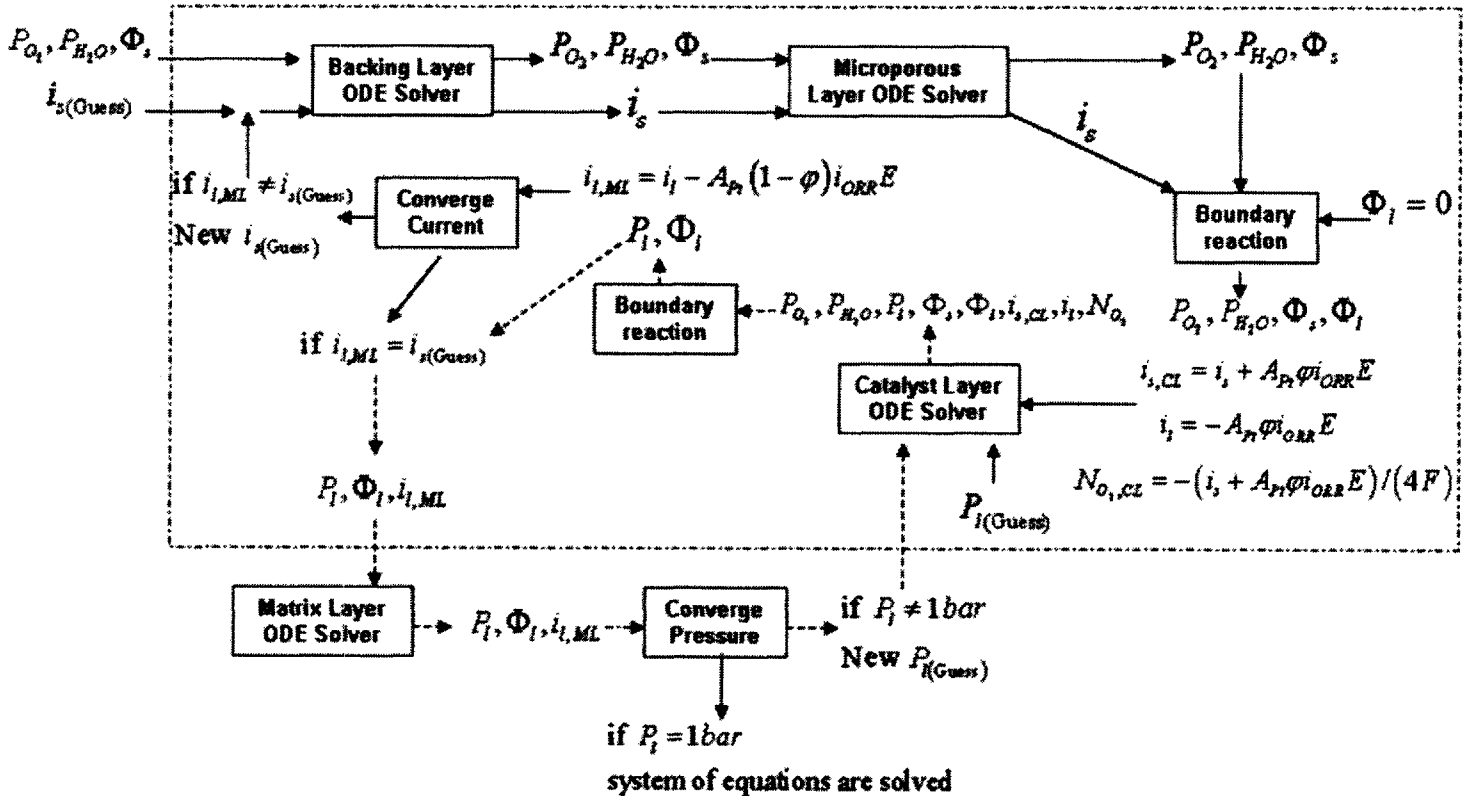 P_{O_2}, P_{H_2O}, Φ_s
i_{s(Guess)}
Backing Layer
ODE Solver
P_{O_2}, P_{H_2O}, Φ_s
i_s
Microporous
Layer ODE Solver
P_{O_2}, P_{H_2O}, Φ_s
i_s
if i_{l,ML} ≠ i_{s(Guess)}
New i_{s(Guess)}
Converge
Current
i_{l,ML} = i_l − A_{Pt}(1−φ)i_{ORR}E
P_l, Φ_l
Boundary
reaction
Φ_l = 0
Boundary
reaction
P_{O_2}, P_{H_2O}, P_l, Φ_s, Φ_l, i_{s,CL}, i_l, N_{O_2}
P_{O_2}, P_{H_2O}, Φ_s, Φ_l
if i_{l,ML} = i_{s(Guess)}
Catalyst Layer
ODE Solver
i_{s,CL} = i_s + A_{Pt}φi_{ORR}E
i_l = −A_{Pt}φi_{ORR}E
N_{O_2,CL} = −(i_s + A_{Pt}φi_{ORR}E)/(4F)
P_{l(Guess)}
P_l, Φ_l, i_{l,ML}
Matrix Layer
ODE Solver
P_l, Φ_l, i_{l,ML}
Converge
Pressure
if P_l ≠ 1bar
New P_{l(Guess)}
if P_l = 1bar
system of equations are solved